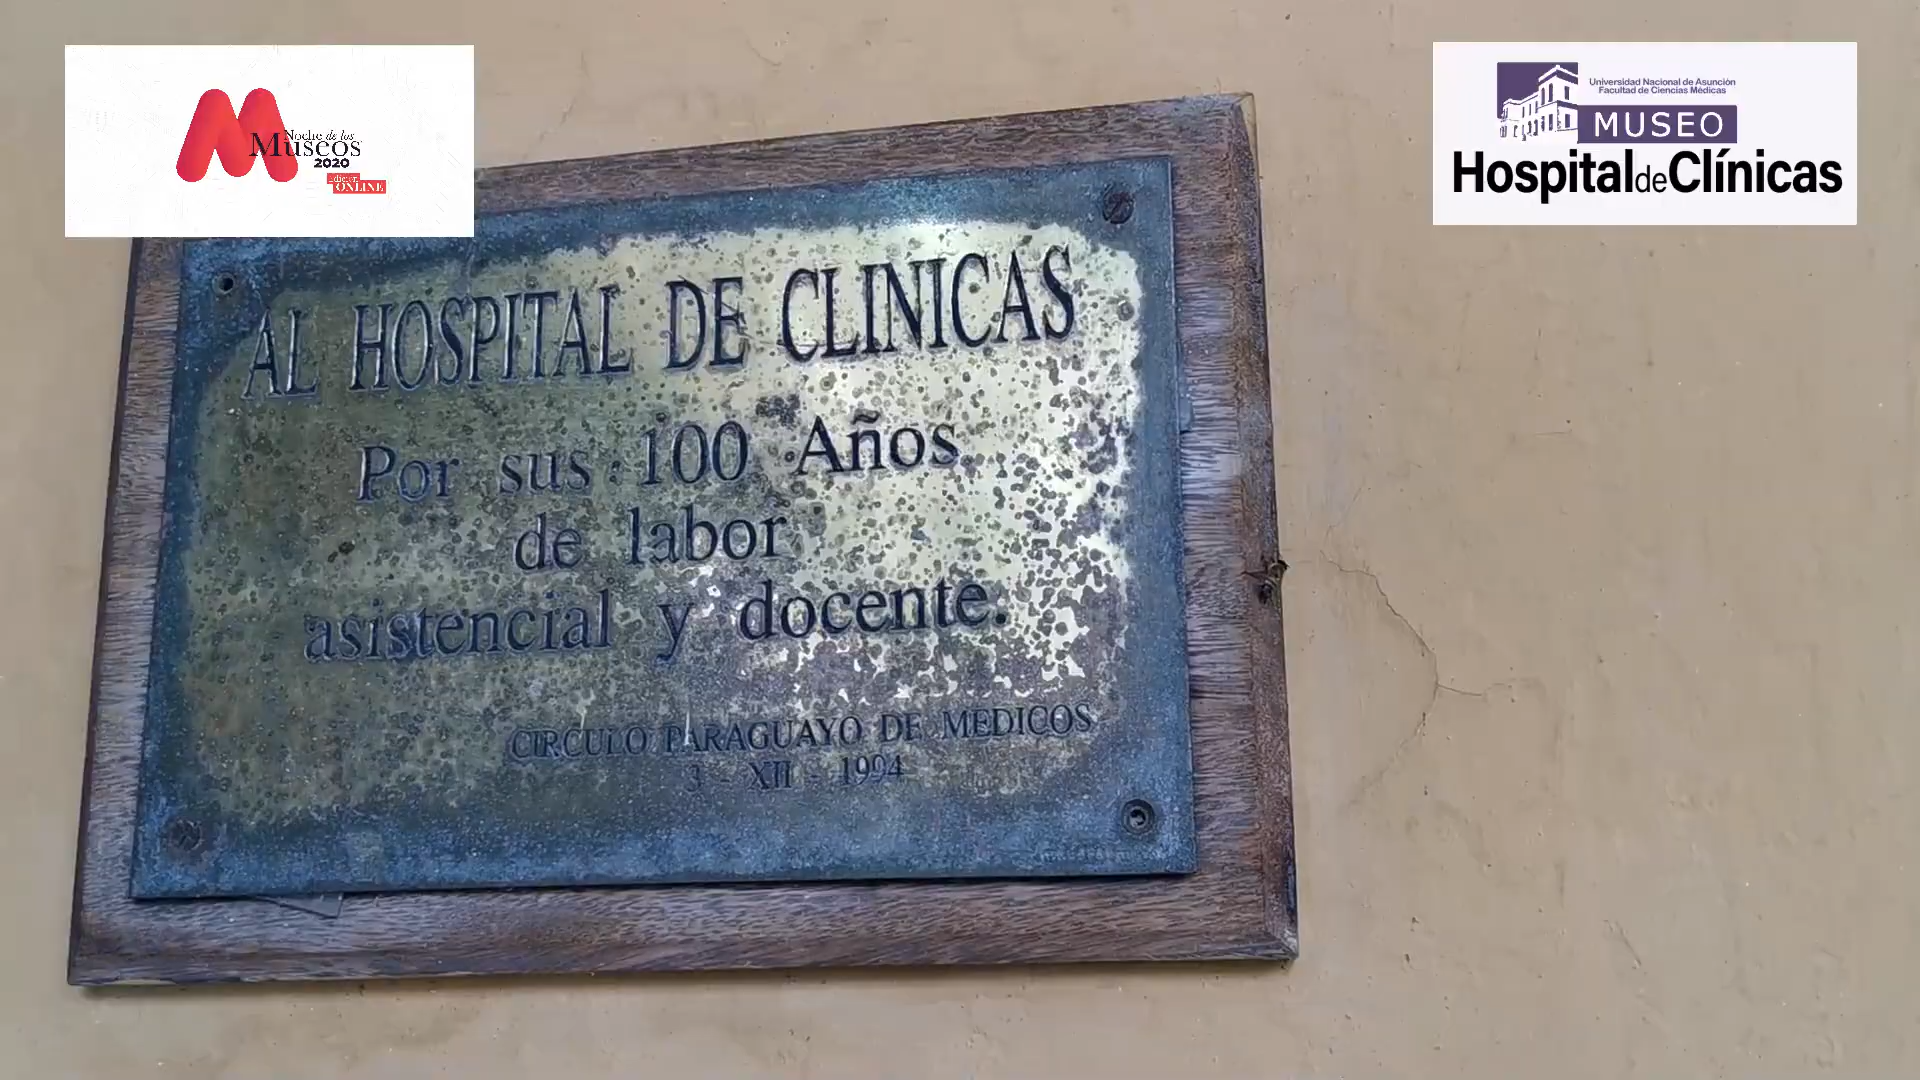 Noche de los
Museos
2020
Edición
ONLINE
Universidad Nacional de Asunción
Facultad de Ciencias Médicas
MUSEO
HospitaldeClínicas
AL HOSPITAL DE CLINICAS
Por sus 100 Años
de labor
asistencial y docente.
CIRCULO PARAGUAYO DE MEDICOS
3 - XII - 1994